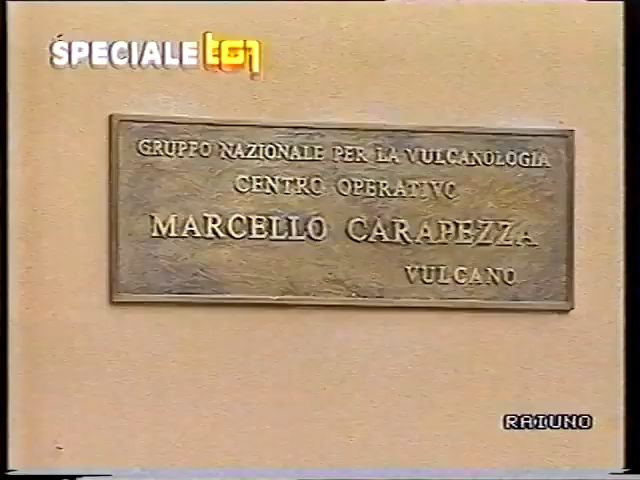 SPECIALE tg1
GRUPPO NAZIONALE PER LA VULCANOLOGIA
CENTRO OPERATIVO
MARCELLO CARAPEZZA
VULCANO
RAIUNO